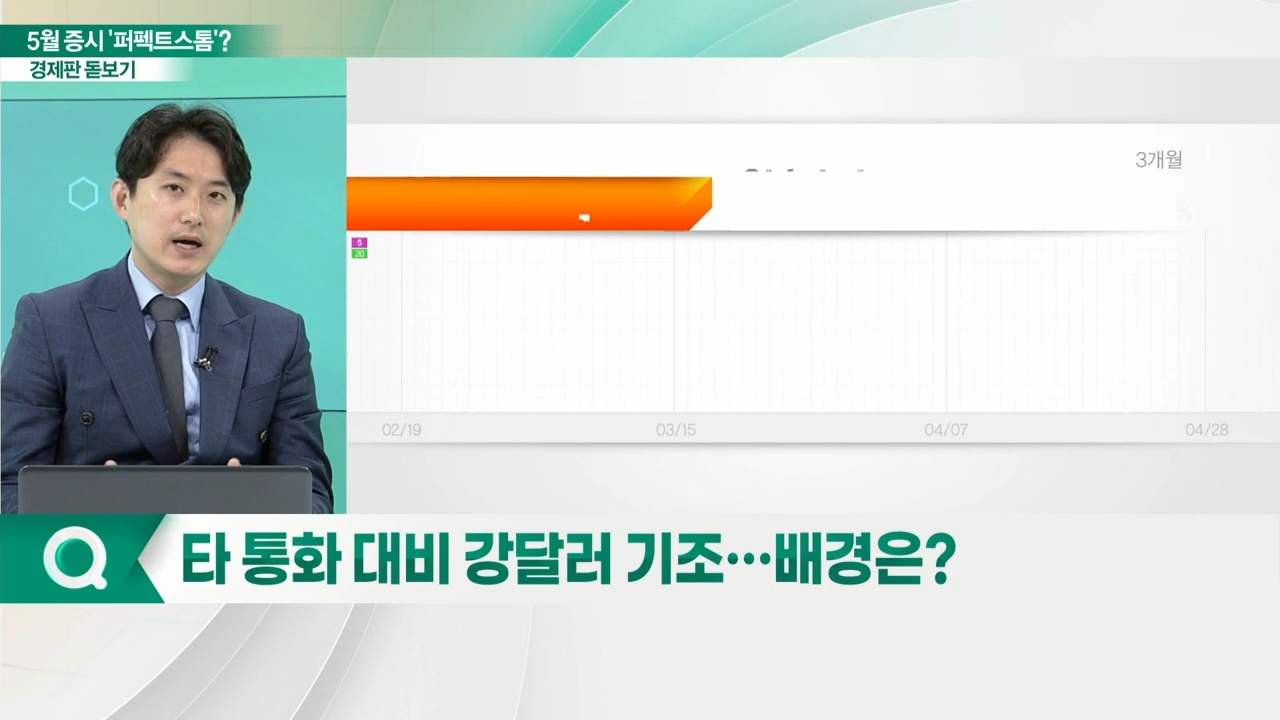 5월 증시 '퍼펙트스톰'?
경제판 돋보기
3개월
%
5
20
02/19 03/15 04/07 04/28
타 통화 대비 강달러 기조…배경은?